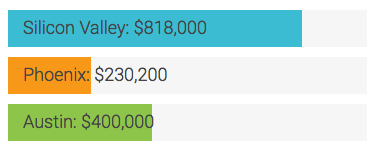 Silicon Valley: $818,000
Phoenix: $230,200
Austin: $400,000